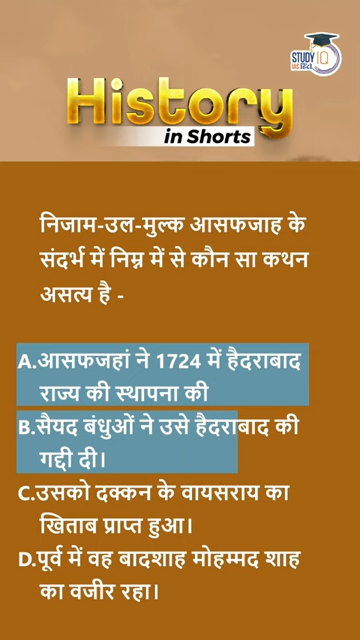 STUDY IQ
IAS हिंदी
History
in Shorts
निजाम-उल-मुल्क आसफजाह के
संदर्भ में निम्न में से कौन सा कथन
असत्य है -
A.आसफजहां ने 1724 में हैदराबाद
राज्य की स्थापना की
B.सैयद बंधुओं ने उसे हैदराबाद की
गद्दी दी।
C.उसको दक्कन के वायसराय का
खिताब प्राप्त हुआ।
D.पूर्व में वह बादशाह मोहम्मद शाह
का वजीर रहा।